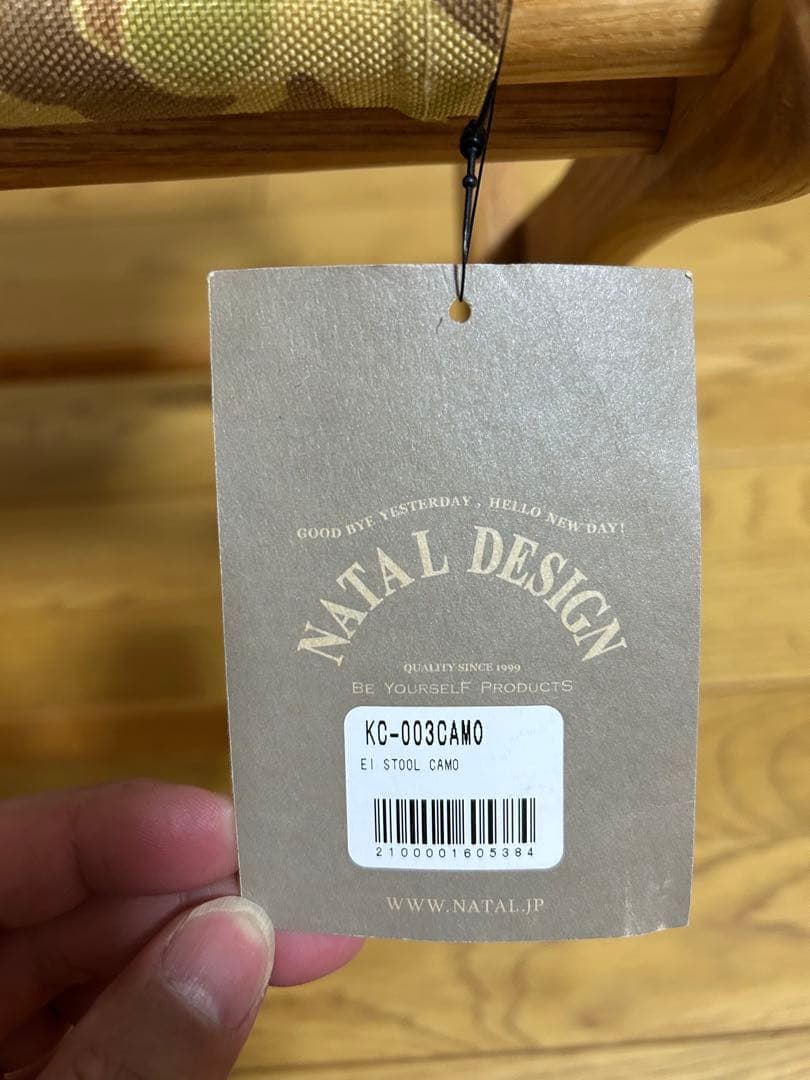 GOOD BYE YESTERDAY, HELLO NEW DAY!
NATAL DESIGN
QUALITY SINCE 1999
BE YOURSELF PRODUCTS
KC-003CAMO
EI STOOL CAMO
2100001605384
WWW.NATAL.JP